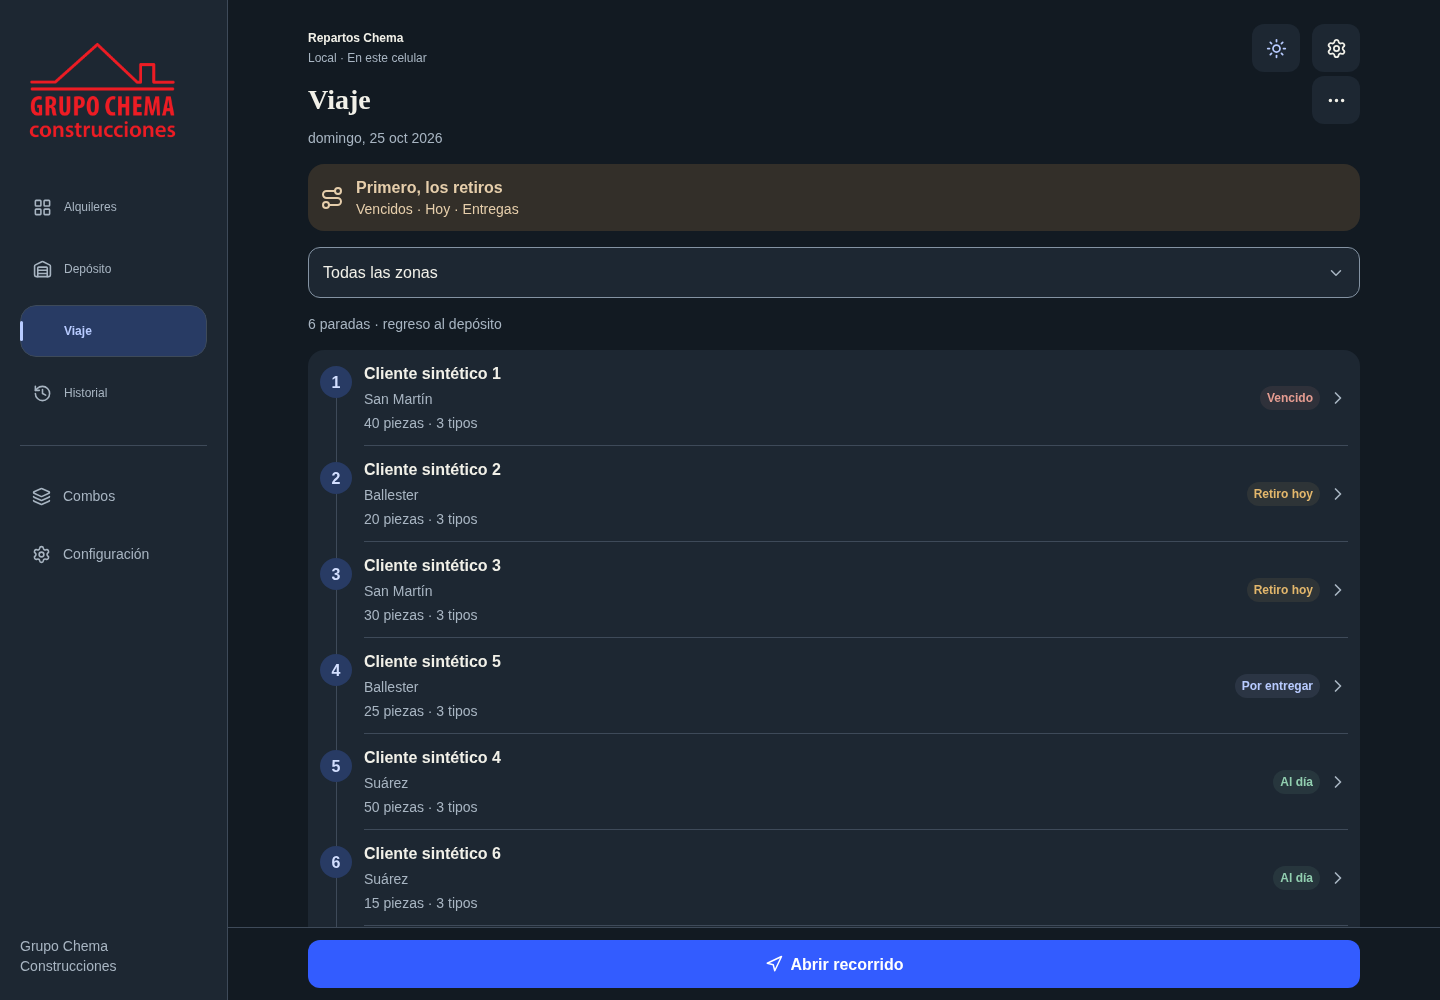 GRUPO CHEMA
construcciones
Alquileres
Depósito
Viaje
Historial
Combos
Configuración
Grupo Chema
Construcciones
Repartos Chema
Local · En este celular
Viaje
domingo, 25 oct 2026
Primero, los retiros
Vencidos · Hoy · Entregas
Todas las zonas
6 paradas · regreso al depósito
1
Cliente sintético 1
San Martín
40 piezas · 3 tipos
Vencido
2
Cliente sintético 2
Ballester
20 piezas · 3 tipos
Retiro hoy
3
Cliente sintético 3
San Martín
30 piezas · 3 tipos
Retiro hoy
4
Cliente sintético 5
Ballester
25 piezas · 3 tipos
Por entregar
5
Cliente sintético 4
Suárez
50 piezas · 3 tipos
Al día
6
Cliente sintético 6
Suárez
15 piezas · 3 tipos
Al día
Abrir recorrido